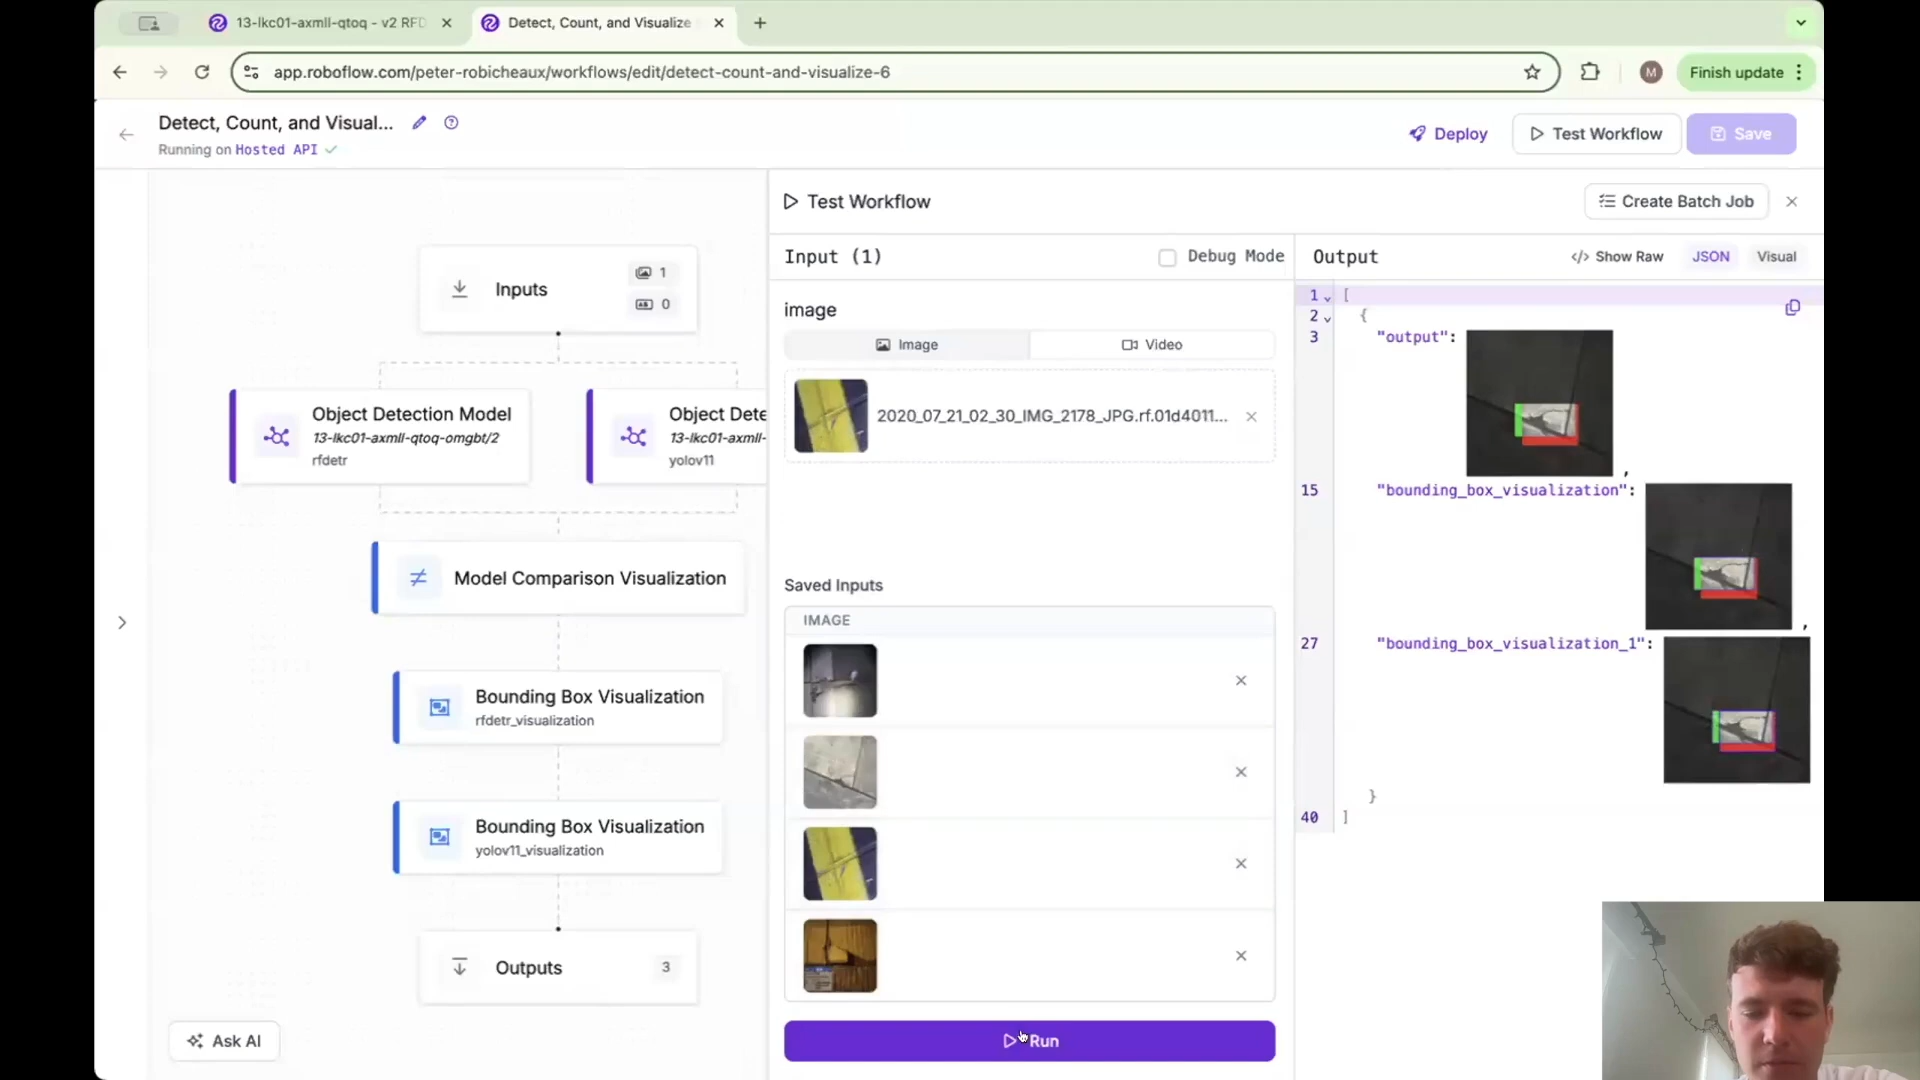 13-lkc01-axmll-qtoq - v2 RFD
Detect, Count, and Visualize
app.roboflow.com/peter-robicheaux/workflows/edit/detect-count-and-visualize-6
M
Finish update
Detect, Count, and Visual...
Running on Hosted API
Deploy
Test Workflow
Save
Test Workflow
Create Batch Job
Input (1)
Debug Mode
Output
Show Raw
JSON
Visual
Inputs
1
0
image
Image
Video
2020_07_21_02_30_IMG_2178_JPG.rf.01d4011...
Object Detection Model
13-lkc01-axmll-qtoq-omgbt/2
rfdetr
Object Dete
13-lkc01-axmll-
yolov11
Model Comparison Visualization
Bounding Box Visualization
rfdetr_visualization
Bounding Box Visualization
yolov11_visualization
Outputs
3
Ask AI
Saved Inputs
IMAGE
Run
1 [
2 {
3 "output": ,
15 "bounding_box_visualization": ,
27 "bounding_box_visualization_1":
}
40 ]